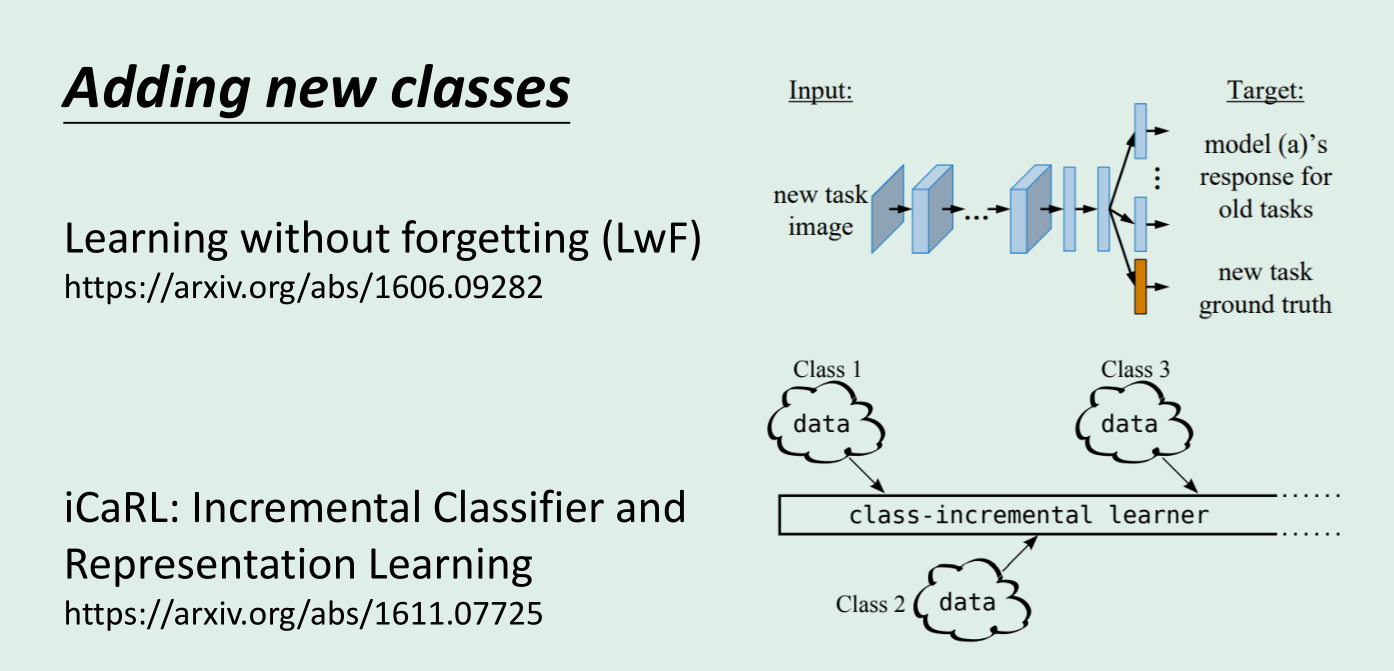 Adding new classes
Learning without forgetting (LwF)
https://arxiv.org/abs/1606.09282
iCaRL: Incremental Classifier and
Representation Learning
https://arxiv.org/abs/1611.07725
Input:
Target:
new task
image
...
model (a)'s
response for
old tasks
new task
ground truth
Class 1
data
Class 3
data
class-incremental learner
Class 2
data